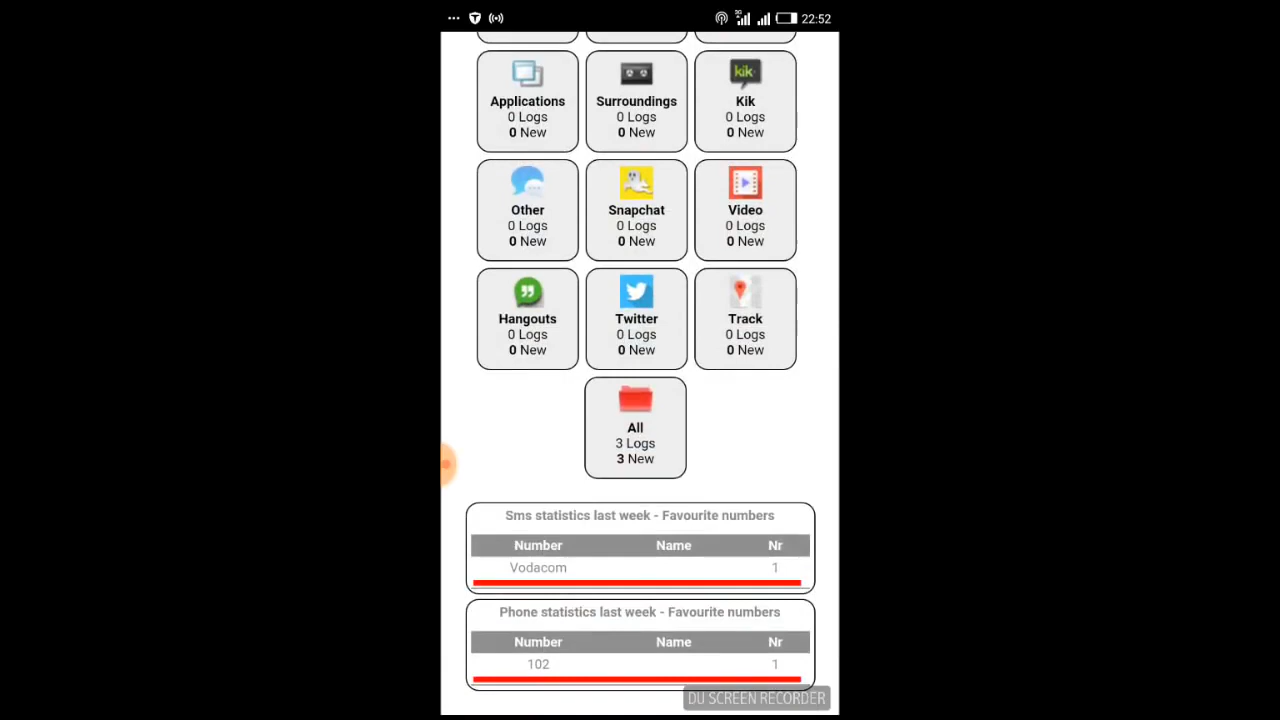 22:52
Applications Surroundings Kik
0 Logs 0 Logs 0 Logs
0 New 0 New 0 New
Other Snapchat Video
0 Logs 0 Logs 0 Logs
0 New 0 New 0 New
Hangouts Twitter Track
0 Logs 0 Logs 0 Logs
0 New 0 New 0 New
All
3 Logs
3 New
Sms statistics last week - Favourite numbers
Number Name Nr
Vodacom 1
Phone statistics last week - Favourite numbers
Number Name Nr
102 1
DU SCREEN RECORDER